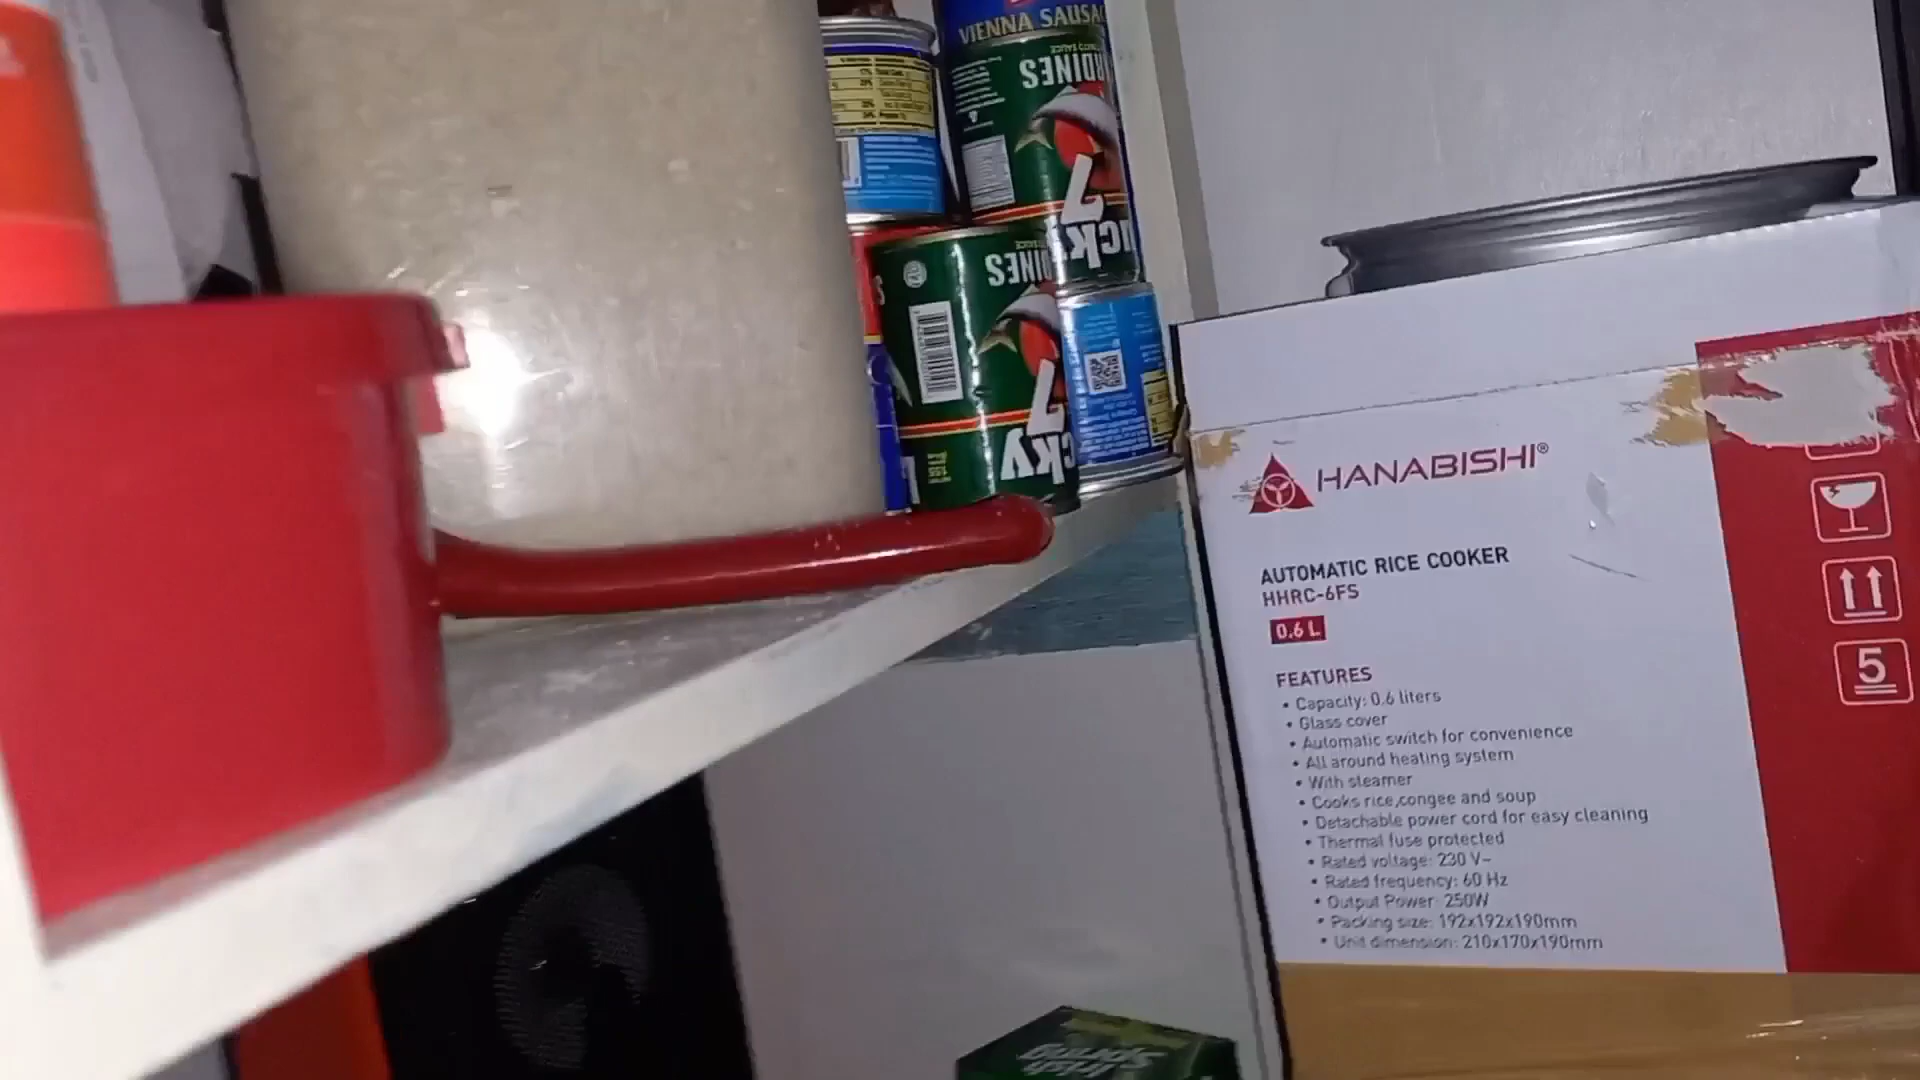 VIENNA SAUSA
SARDINES
7
cky
SARDINES
7
cky
155
HANABISHI®
AUTOMATIC RICE COOKER
HHRC-6FS
0.6 L
FEATURES
• Capacity: 0.6 liters
• Glass cover
• Automatic switch for convenience
• All around heating system
• With steamer
• Cooks rice,congee and soup
• Detachable power cord for easy cleaning
• Thermal fuse protected
• Rated voltage: 230 V~
• Rated frequency: 60 Hz
• Output Power: 250W
• Packing size: 192x192x190mm
• Unit dimension: 210x170x190mm
5
Irish
Spring